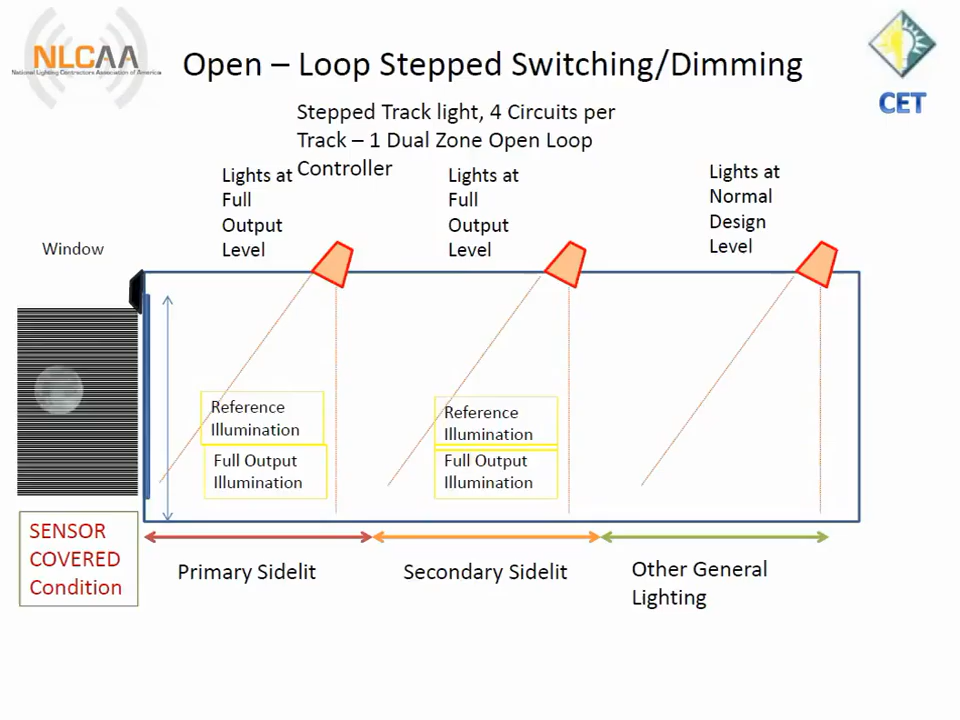 NLCAA
National Lighting Contractors Association of America
Open – Loop Stepped Switching/Dimming
CET
Stepped Track light, 4 Circuits per
Track – 1 Dual Zone Open Loop
Controller
Lights at
Full
Output
Level
Lights at
Full
Output
Level
Lights at
Normal
Design
Level
Window
Reference
Illumination
Full Output
Illumination
Reference
Illumination
Full Output
Illumination
SENSOR
COVERED
Condition
Primary Sidelit
Secondary Sidelit
Other General
Lighting